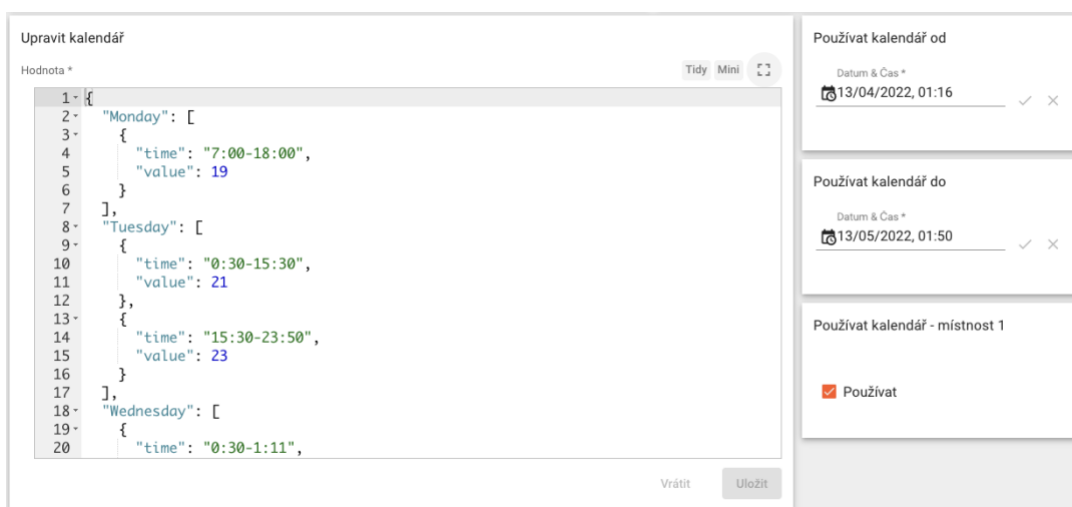 Upravit kalendář
Hodnota *
Tidy Mini
1 {
2 "Monday": [
3 {
4 "time": "7:00-18:00",
5 "value": 19
6 }
7 ],
8 "Tuesday": [
9 {
10 "time": "0:30-15:30",
11 "value": 21
12 },
13 {
14 "time": "15:30-23:50",
15 "value": 23
16 }
17 ],
18 "Wednesday": [
19 {
20 "time": "0:30-1:11",
Vrátit Uložit
Používat kalendář od
Datum & Čas *
13/04/2022, 01:16
Používat kalendář do
Datum & Čas *
13/05/2022, 01:50
Používat kalendář - místnost 1
Používat